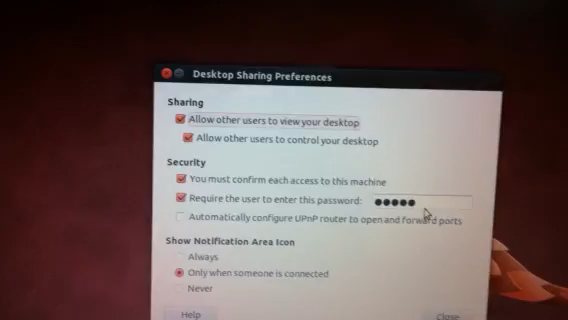 Desktop Sharing Preferences
Sharing
Allow other users to view your desktop
Allow other users to control your desktop
Security
You must confirm each access to this machine
Require the user to enter this password: ●●●●●
Automatically configure UPnP router to open and forward ports
Show Notification Area Icon
Always
Only when someone is connected
Never
Help Close